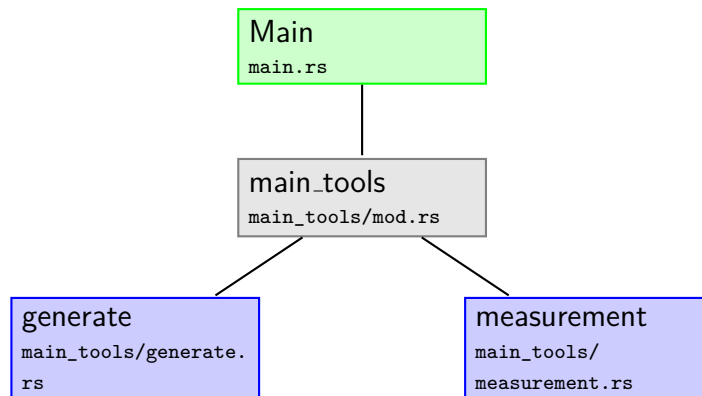 Main
main.rs
main_tools
main_tools/mod.rs
generate
main_tools/generate.
rs
measurement
main_tools/
measurement.rs